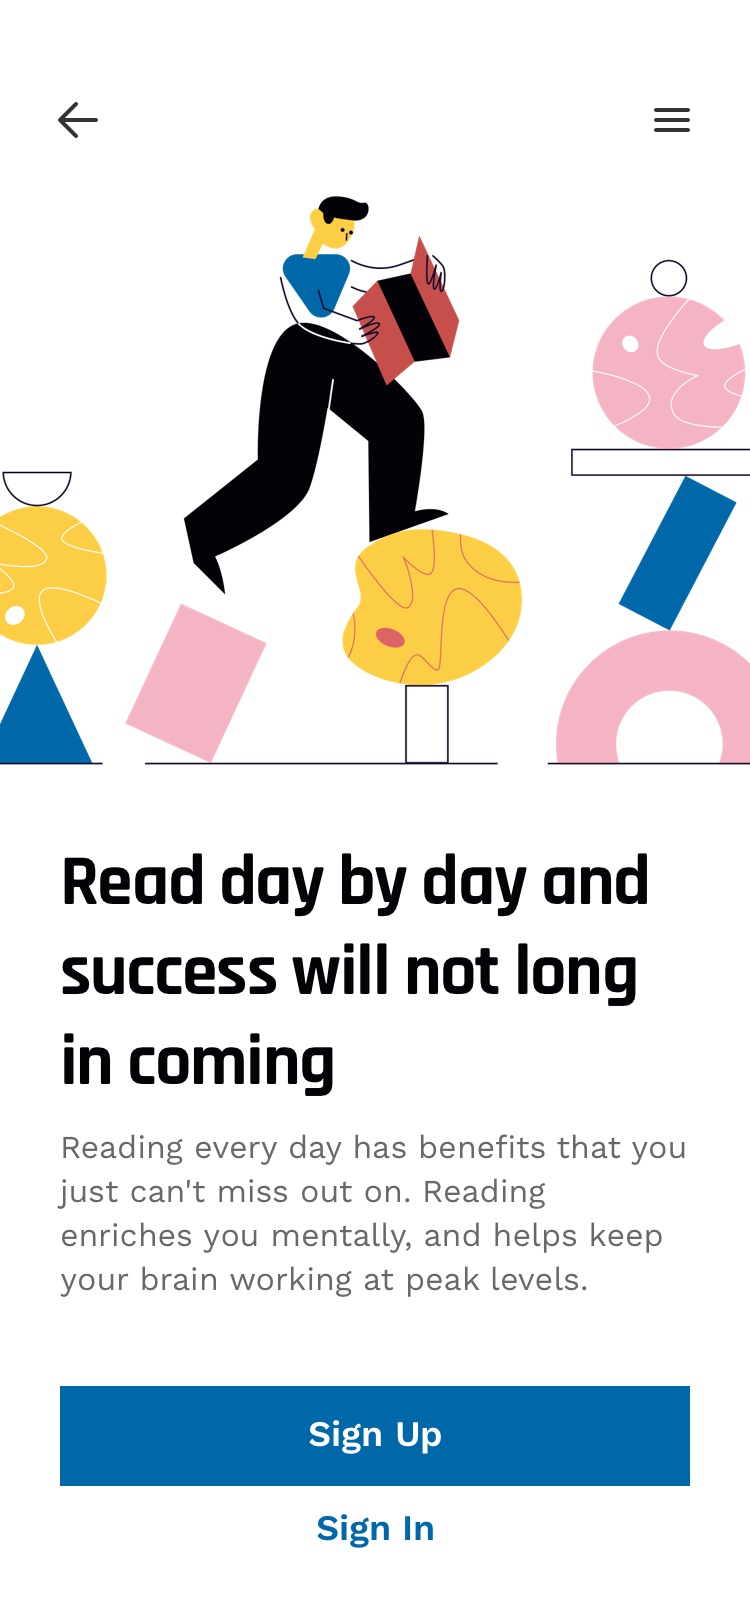 Read day by day and
success will not long
in coming
Reading every day has benefits that you
just can't miss out on. Reading
enriches you mentally, and helps keep
your brain working at peak levels.
Sign Up
Sign In